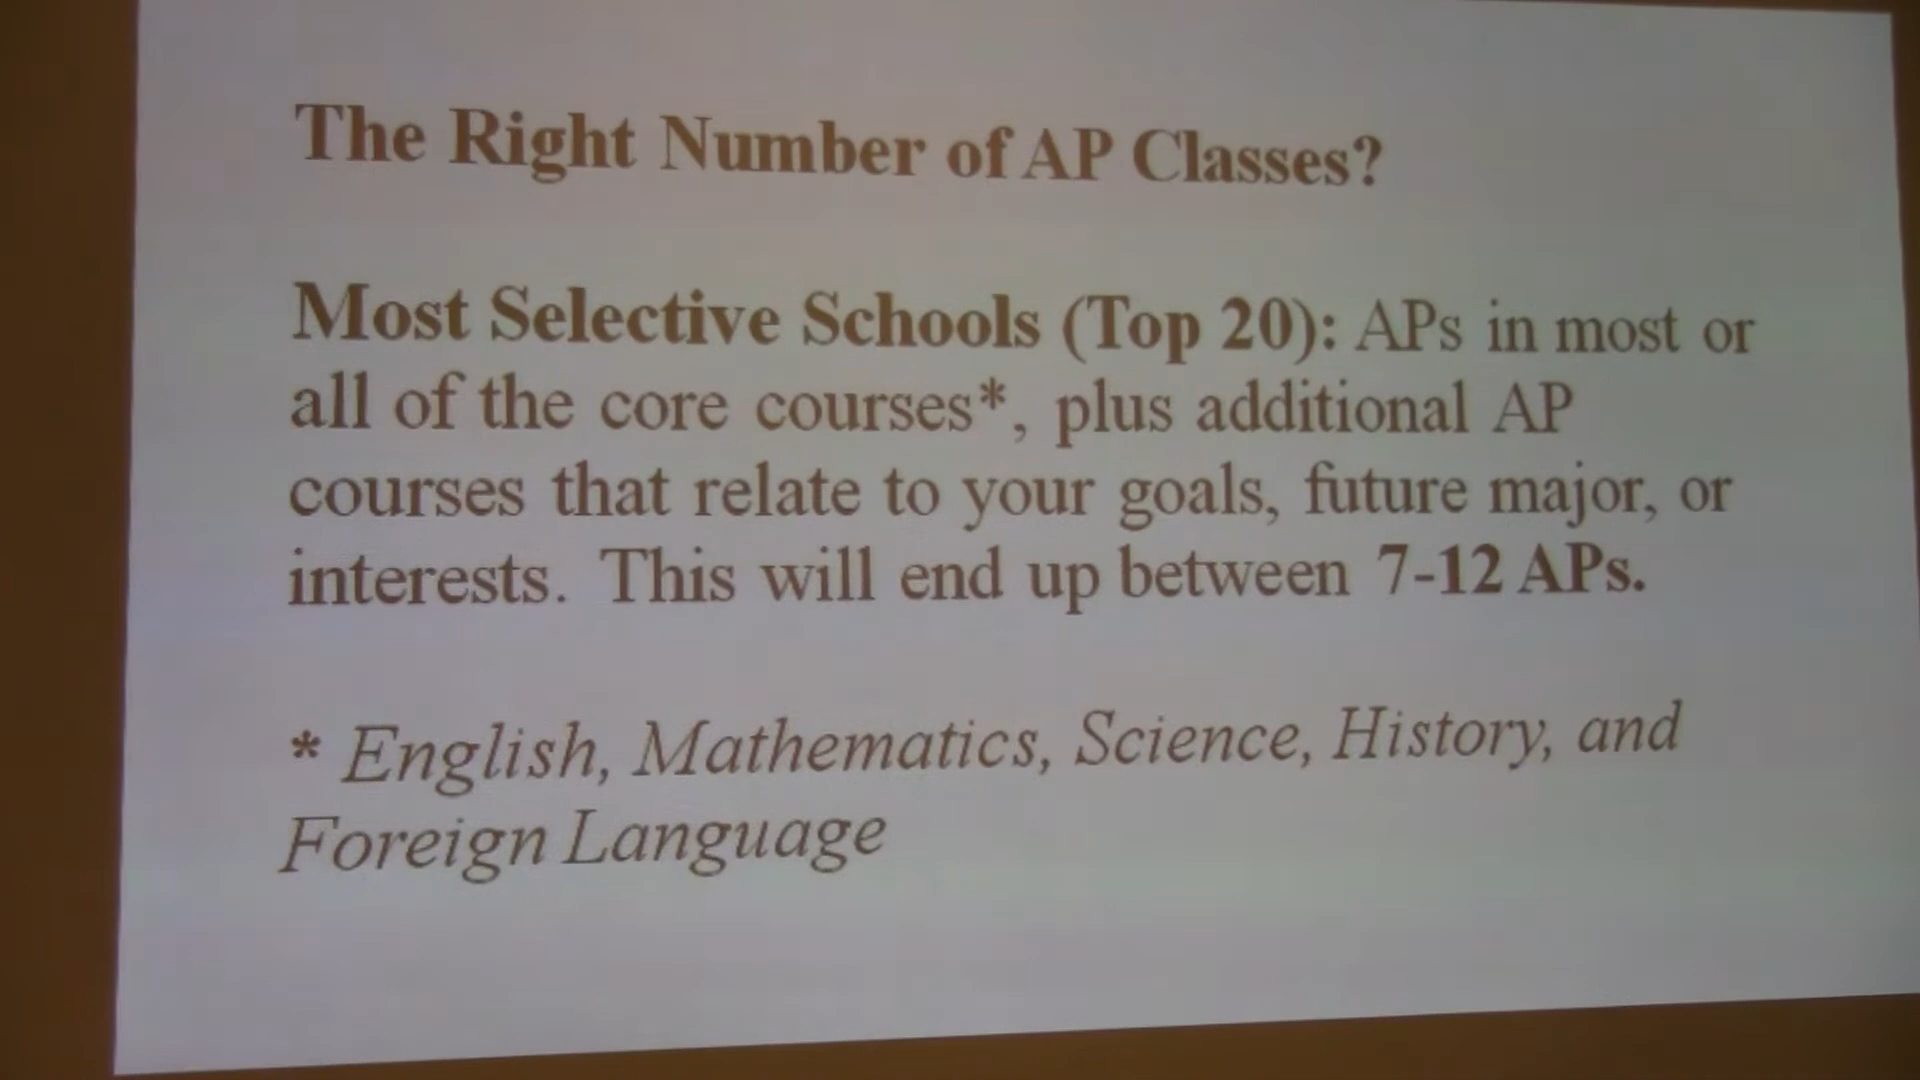 The Right Number of AP Classes?
Most Selective Schools (Top 20): APs in most or
all of the core courses*, plus additional AP
courses that relate to your goals, future major, or
interests. This will end up between 7-12 APs.
* English, Mathematics, Science, History, and
Foreign Language